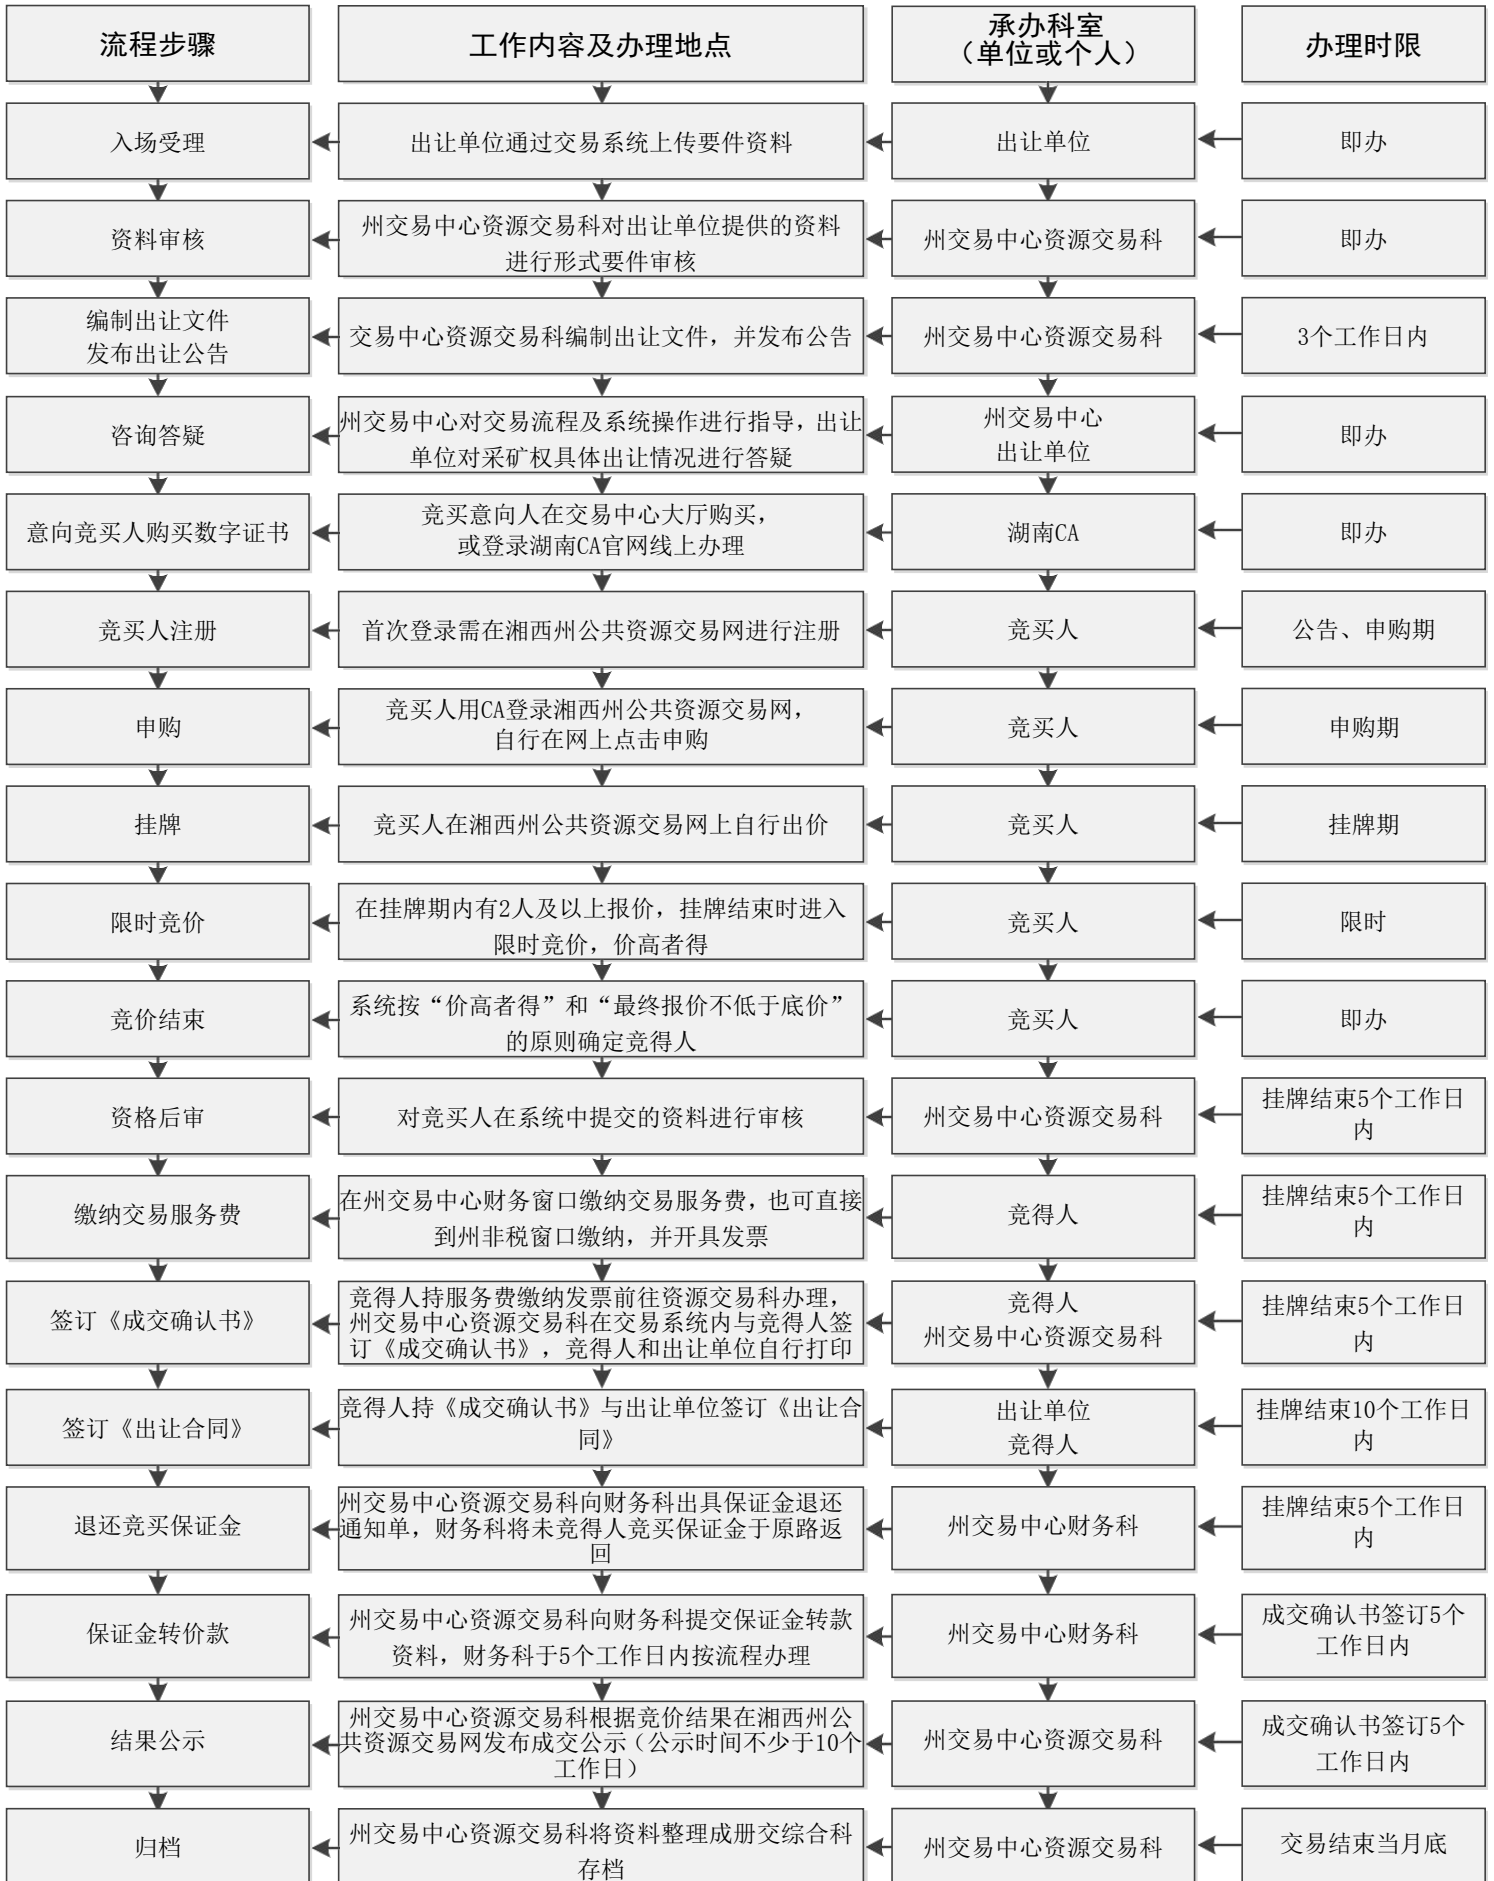 流程步骤
工作内容及办理地点
承办科室
（单位或个人）
办理时限
入场受理
出让单位通过交易系统上传要件资料
出让单位
即办
资料审核
州交易中心资源交易科对出让单位提供的资料
进行形式要件审核
州交易中心资源交易科
即办
编制出让文件
发布出让公告
交易中心资源交易科编制出让文件，并发布公告
州交易中心资源交易科
3个工作日内
咨询答疑
州交易中心对交易流程及系统操作进行指导，出让
单位对采矿权具体出让情况进行答疑
州交易中心
出让单位
即办
意向竞买人购买数字证书
竞买意向人在交易中心大厅购买，
或登录湖南CA官网线上办理
湖南CA
即办
竞买人注册
首次登录需在湘西州公共资源交易网进行注册
竞买人
公告、申购期
申购
竞买人用CA登录湘西州公共资源交易网，
自行在网上点击申购
竞买人
申购期
挂牌
竞买人在湘西州公共资源交易网上自行出价
竞买人
挂牌期
限时竞价
在挂牌期内有2人及以上报价，挂牌结束时进入
限时竞价，价高者得
竞买人
限时
竞价结束
系统按“价高者得”和“最终报价不低于底价”
的原则确定竞得人
竞买人
即办
资格后审
对竞买人在系统中提交的资料进行审核
州交易中心资源交易科
挂牌结束5个工作日
内
缴纳交易服务费
在州交易中心财务窗口缴纳交易服务费，也可直接
到州非税窗口缴纳，并开具发票
竞得人
挂牌结束5个工作日
内
签订《成交确认书》
竞得人持服务费缴纳发票前往资源交易科办理，
州交易中心资源交易科在交易系统内与竞得人签
订《成交确认书》，竞得人和出让单位自行打印
竞得人
州交易中心资源交易科
挂牌结束5个工作日
内
签订《出让合同》
竞得人持《成交确认书》与出让单位签订《出让合
同》
出让单位
竞得人
挂牌结束10个工作日
内
退还竞买保证金
州交易中心资源交易科向财务科出具保证金退还
通知单，财务科将未竞得人竞买保证金于原路返
回
州交易中心财务科
挂牌结束5个工作日
内
保证金转价款
州交易中心资源交易科向财务科提交保证金转款
资料，财务科于5个工作日内按流程办理
州交易中心财务科
成交确认书签订5个
工作日内
结果公示
州交易中心资源交易科根据竞价结果在湘西州公
共资源交易网发布成交公示（公示时间不少于10个
工作日）
州交易中心资源交易科
成交确认书签订5个
工作日内
归档
州交易中心资源交易科将资料整理成册交综合科
存档
州交易中心资源交易科
交易结束当月底